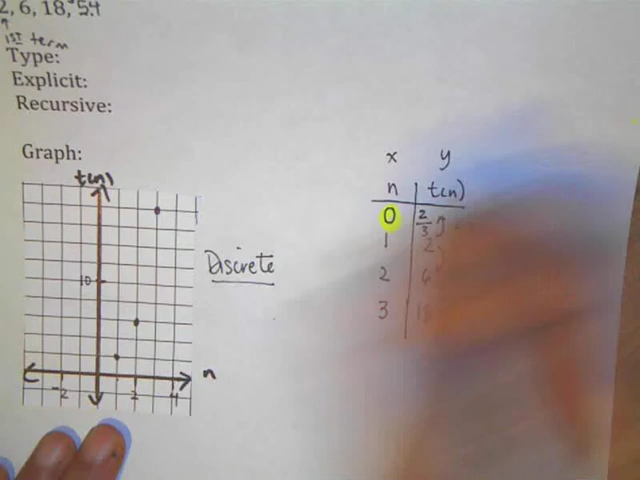 2, 6, 18, 54
1ST term
Type:
Explicit:
Recursive:
Graph:
t(n)
10
Discrete
n
-2 2 4
x y
n t(n)
0 2/3
1 2
2 6
3 18